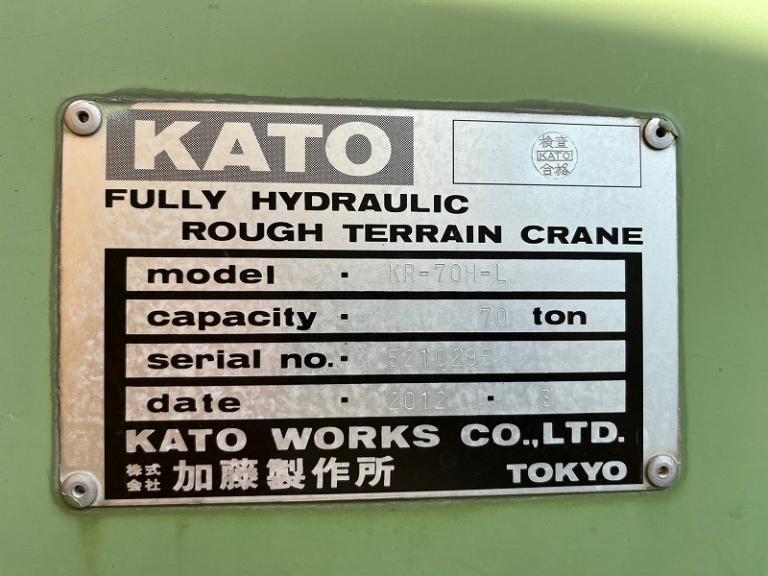 KATO
検査
KATO
合格
FULLY HYDRAULIC
ROUGH TERRAIN CRANE
model · KR-70H-L
capacity · 70 ton
serial no. · 5210295
date · 2012 · 3
KATO WORKS CO.,LTD.
株式会社 加藤製作所 TOKYO